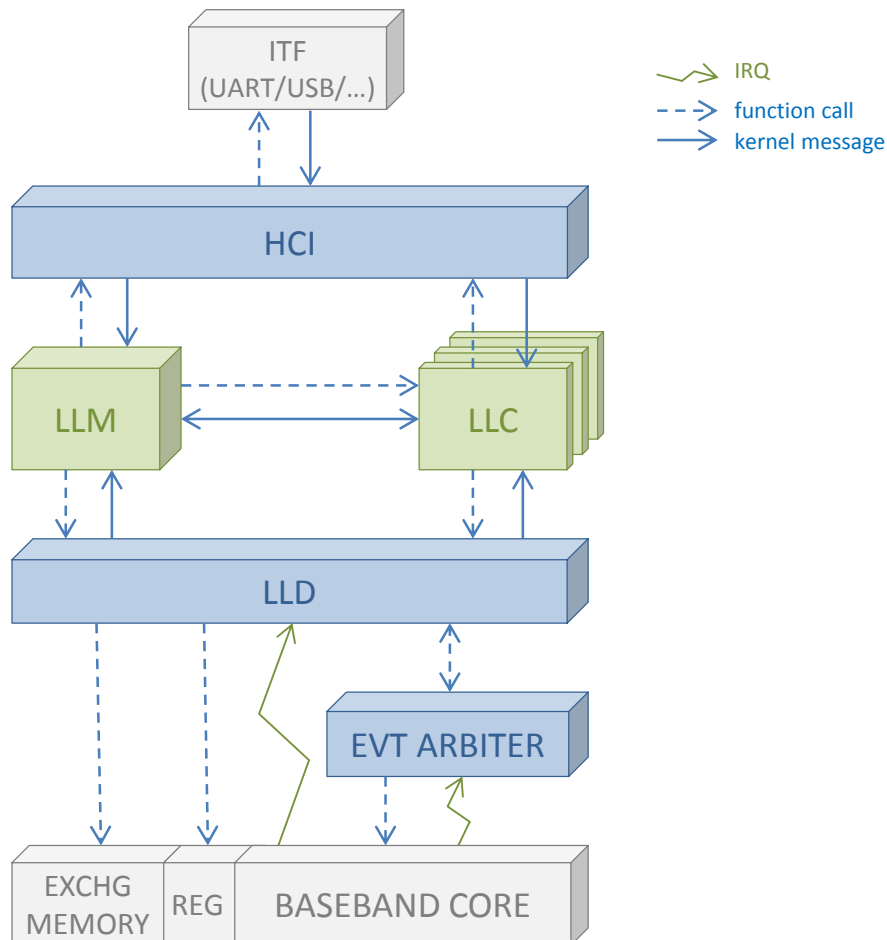 ITF
(UART/USB/...)
IRQ
function call
kernel message
HCI
LLM
LLC
LLD
EVT ARBITER
EXCHG
MEMORY
REG
BASEBAND CORE